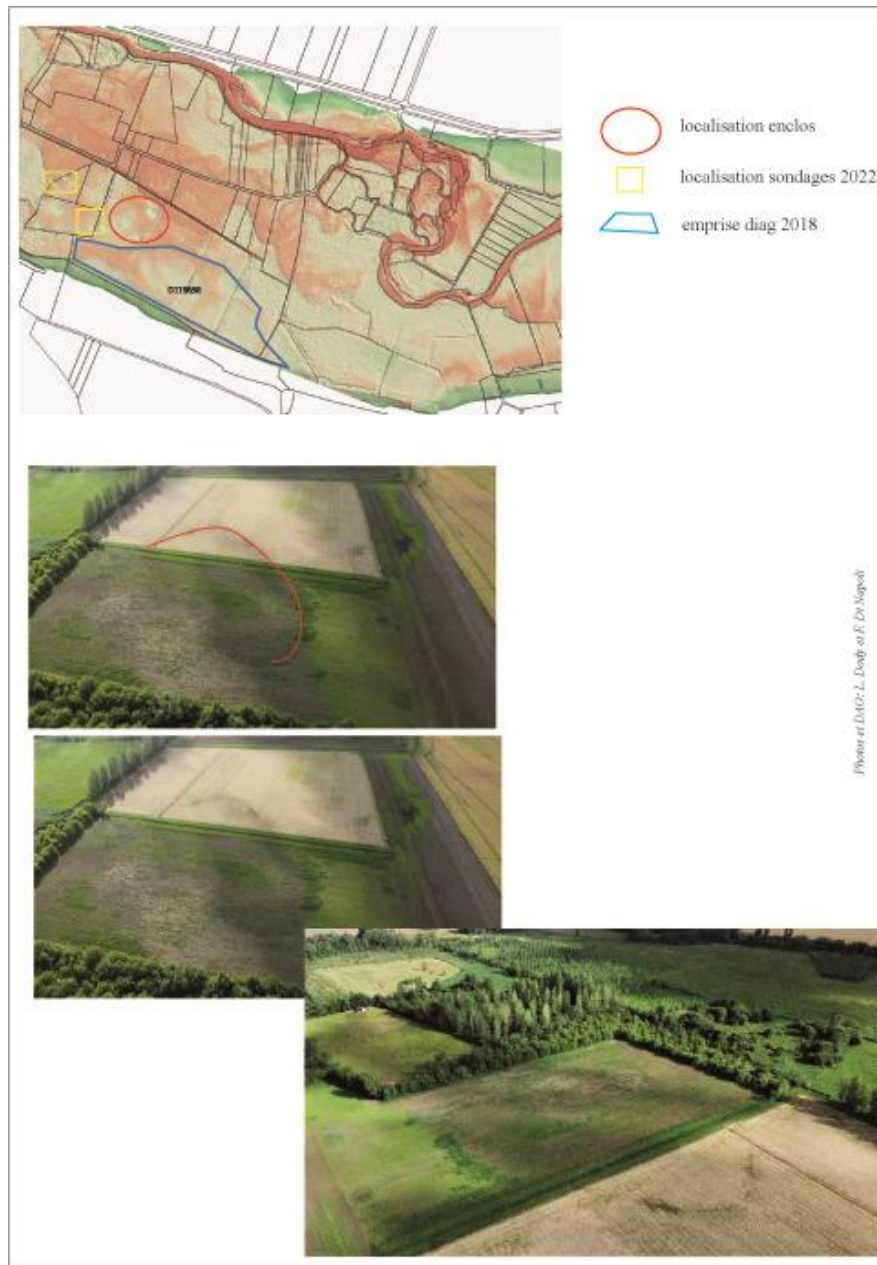 localisation enclos
localisation sondages 2022
emprise diag 2018
Photos et DAO: L. Dody et F. Di Napoli